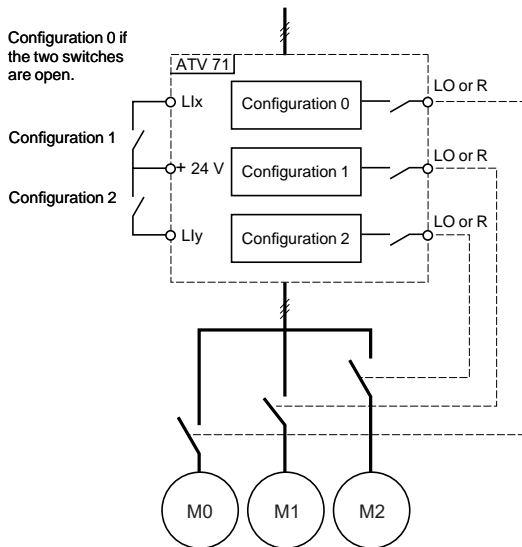 Configuration 0 if
the two switches
are open.
ATV 71
LIx
Configuration 0
LO or R
Configuration 1
+ 24 V
Configuration 1
LO or R
Configuration 2
LIy
Configuration 2
LO or R
M0
M1
M2